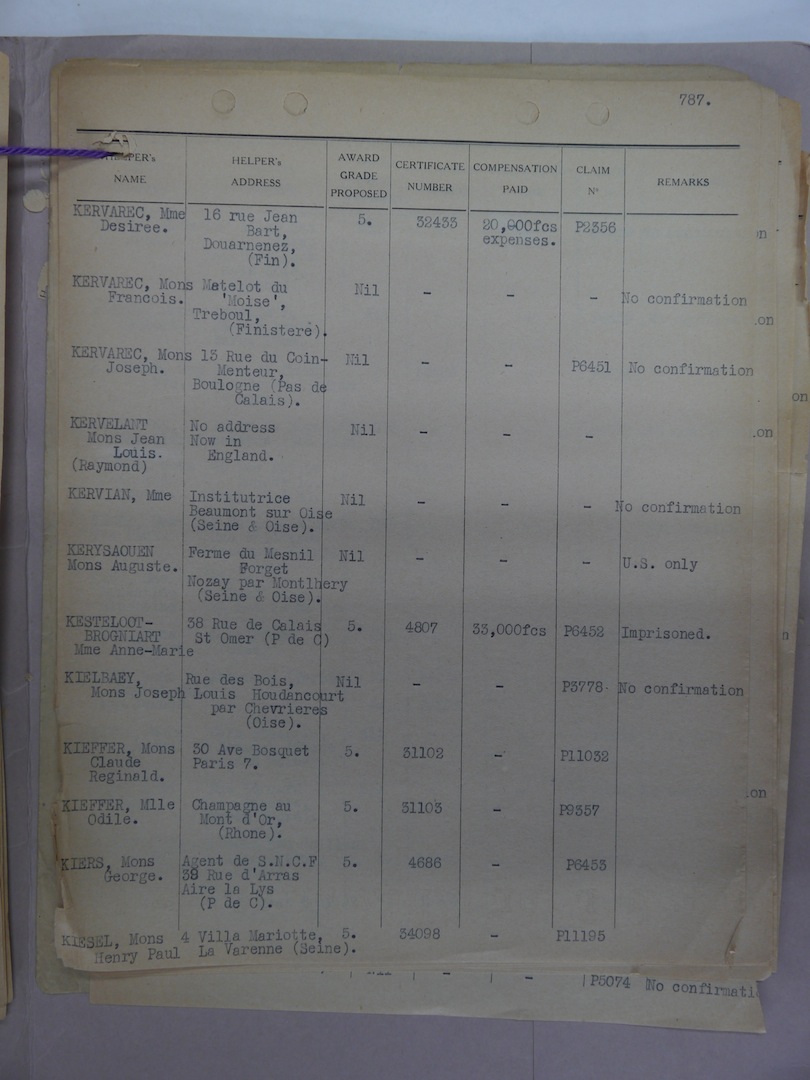 787.
HELPER's NAME | HELPER's ADDRESS | AWARD GRADE PROPOSED | CERTIFICATE NUMBER | COMPENSATION PAID | CLAIM No | REMARKS
KERVAREC, Mme 16 rue Jean 5. 32433 20,000fcs P2356
Desiree. Bart, expenses.
Douarnenez,
(Fin).
KERVAREC, Mons Matelot du Nil - - - No confirmation
Francois. 'Moise',
Treboul,
(Finistere).
KERVAREC, Mons 13 Rue du Coin- Nil - - P6451 No confirmation
Joseph. Menteur,
Boulogne (Pas de
Calais).
KERVELANT No address Nil - - -
Mons Jean Now in
Louis. England.
(Raymond)
KERVIAN, Mme Institutrice Nil - - - No confirmation
Beaumont sur Oise
(Seine & Oise).
KERYSAOUEN Ferme du Mesnil Nil - - - U.S. only
Mons Auguste. Forget
Nozay par Montlhery
(Seine & Oise).
KESTELOOT- 38 Rue de Calais 5. 4807 33,000fcs P6452 Imprisoned.
BROGNIART St Omer (P de C)
Mme Anne-Marie
KIELBAEY, Rue des Bois, Nil - - P3778- No confirmation
Mons Joseph Louis Houdancourt
par Chevrieres
(Oise).
KIEFFER, Mons 30 Ave Bosquet 5. 31102 - P11032
Claude Paris 7.
Reginald.
KIEFFER, Mlle Champagne au 5. 31103 - P9357
Odile. Mont d'Or,
(Rhone).
KIERS, Mons Agent de S.N.C.F 5. 4686 - P6453
George. 39 Rue d'Arras
Aire la Lys
(P de C).
KIESEL, Mons 4 Villa Mariotte, 5. 34098 - P11195
Henry Paul La Varenne (Seine).
P5074 No confirmati